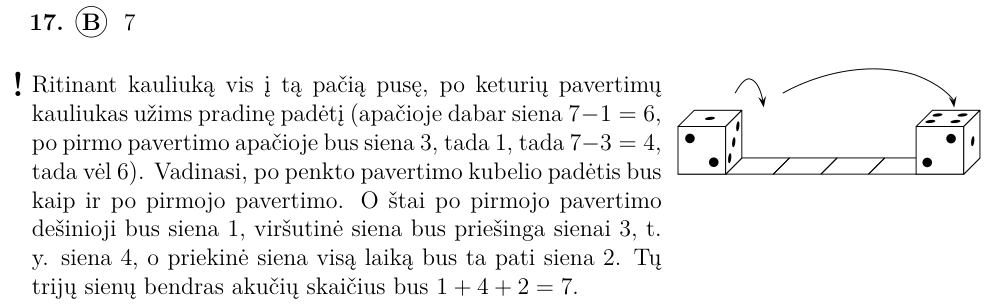 17. B 7
! Ritinant kauliuką vis į tą pačią pusę, po keturių pavertimų
kauliukas užims pradinę padėtį (apačioje dabar siena 7−1 = 6,
po pirmo pavertimo apačioje bus siena 3, tada 1, tada 7−3 = 4,
tada vėl 6). Vadinasi, po penkto pavertimo kubelio padėtis bus
kaip ir po pirmojo pavertimo. O štai po pirmojo pavertimo
dešinioji bus siena 1, viršutinė siena bus priešinga sienai 3, t.
y. siena 4, o priekinė siena visą laiką bus ta pati siena 2. Tų
trijų sienų bendras akučių skaičius bus 1 + 4 + 2 = 7.